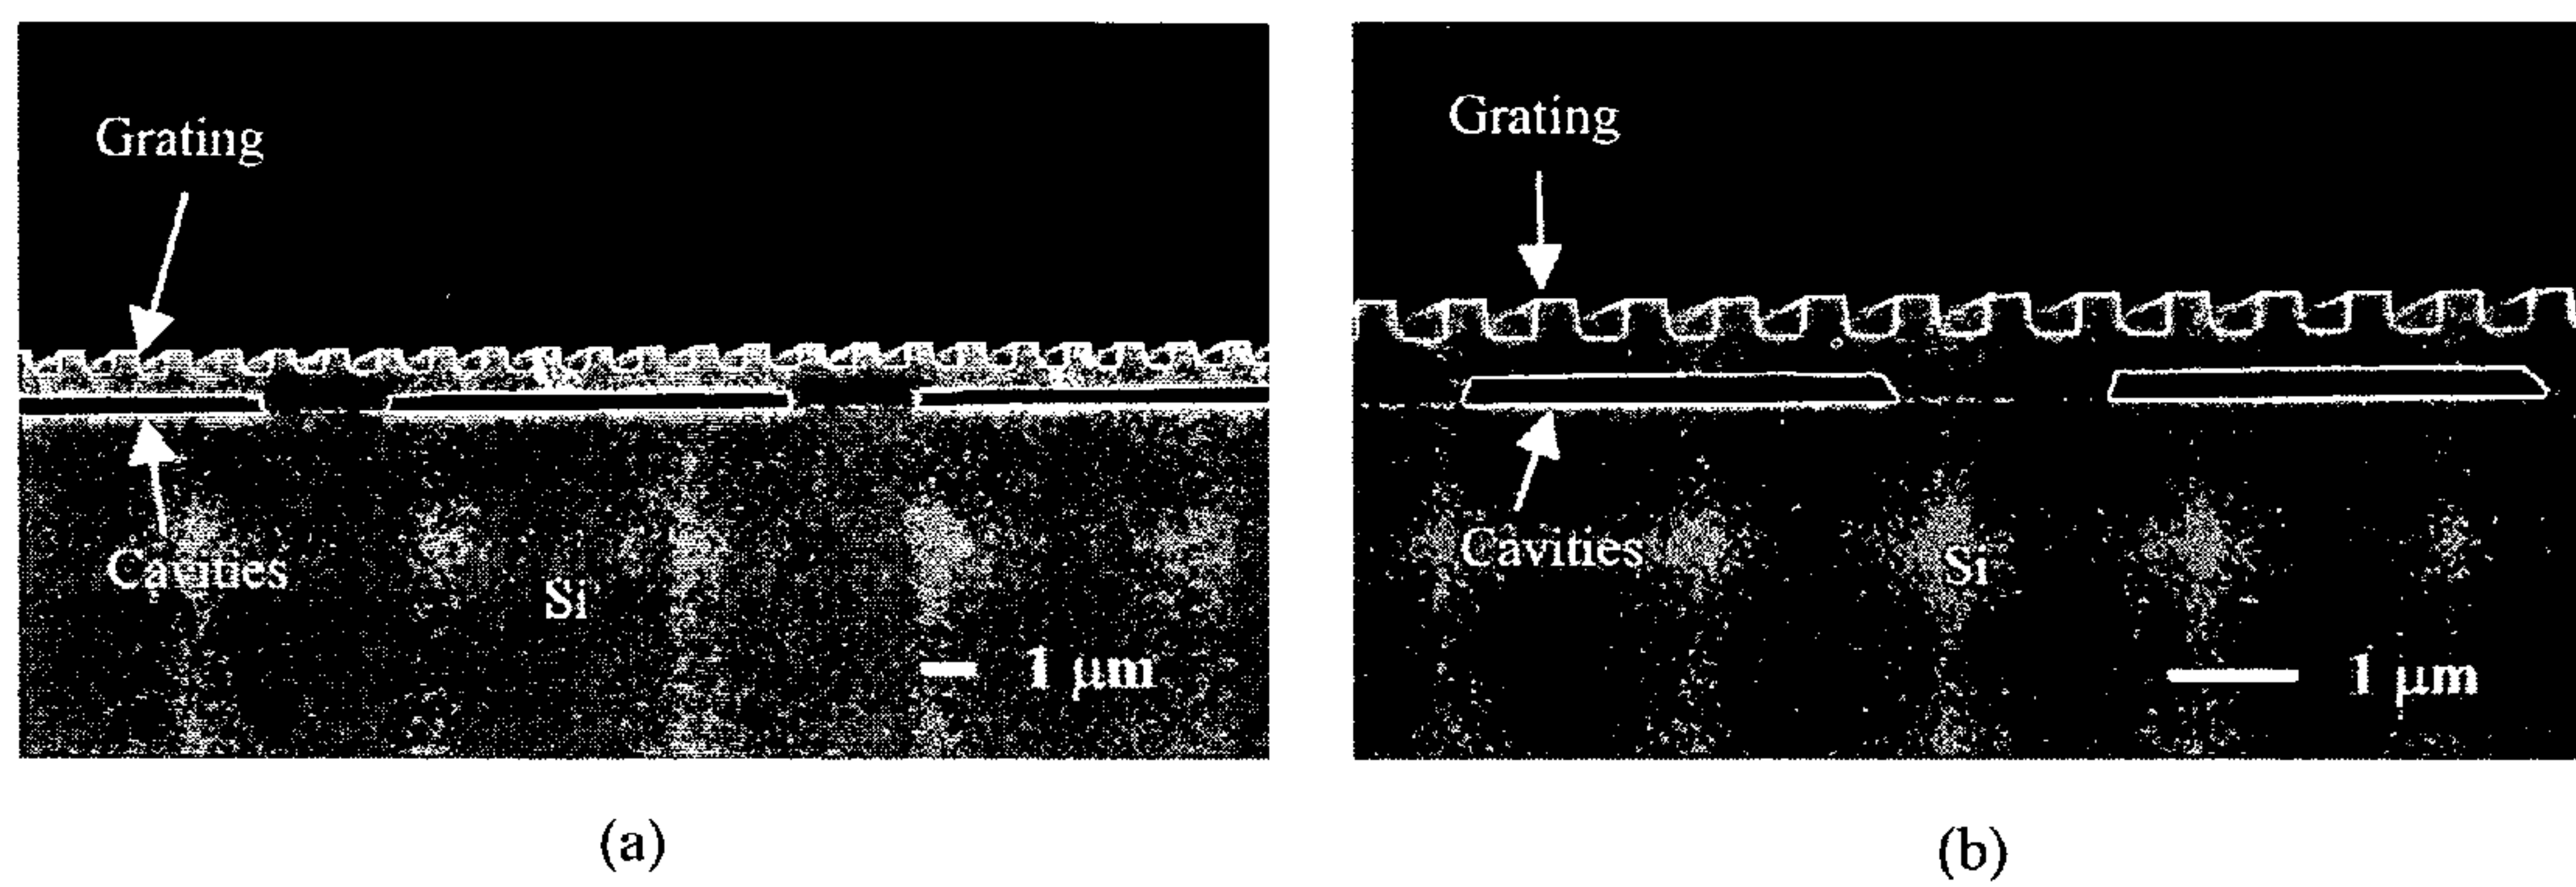 Grating
Cavities
Si
1 μm
(a)
Grating
Cavities
Si
1 μm
(b)